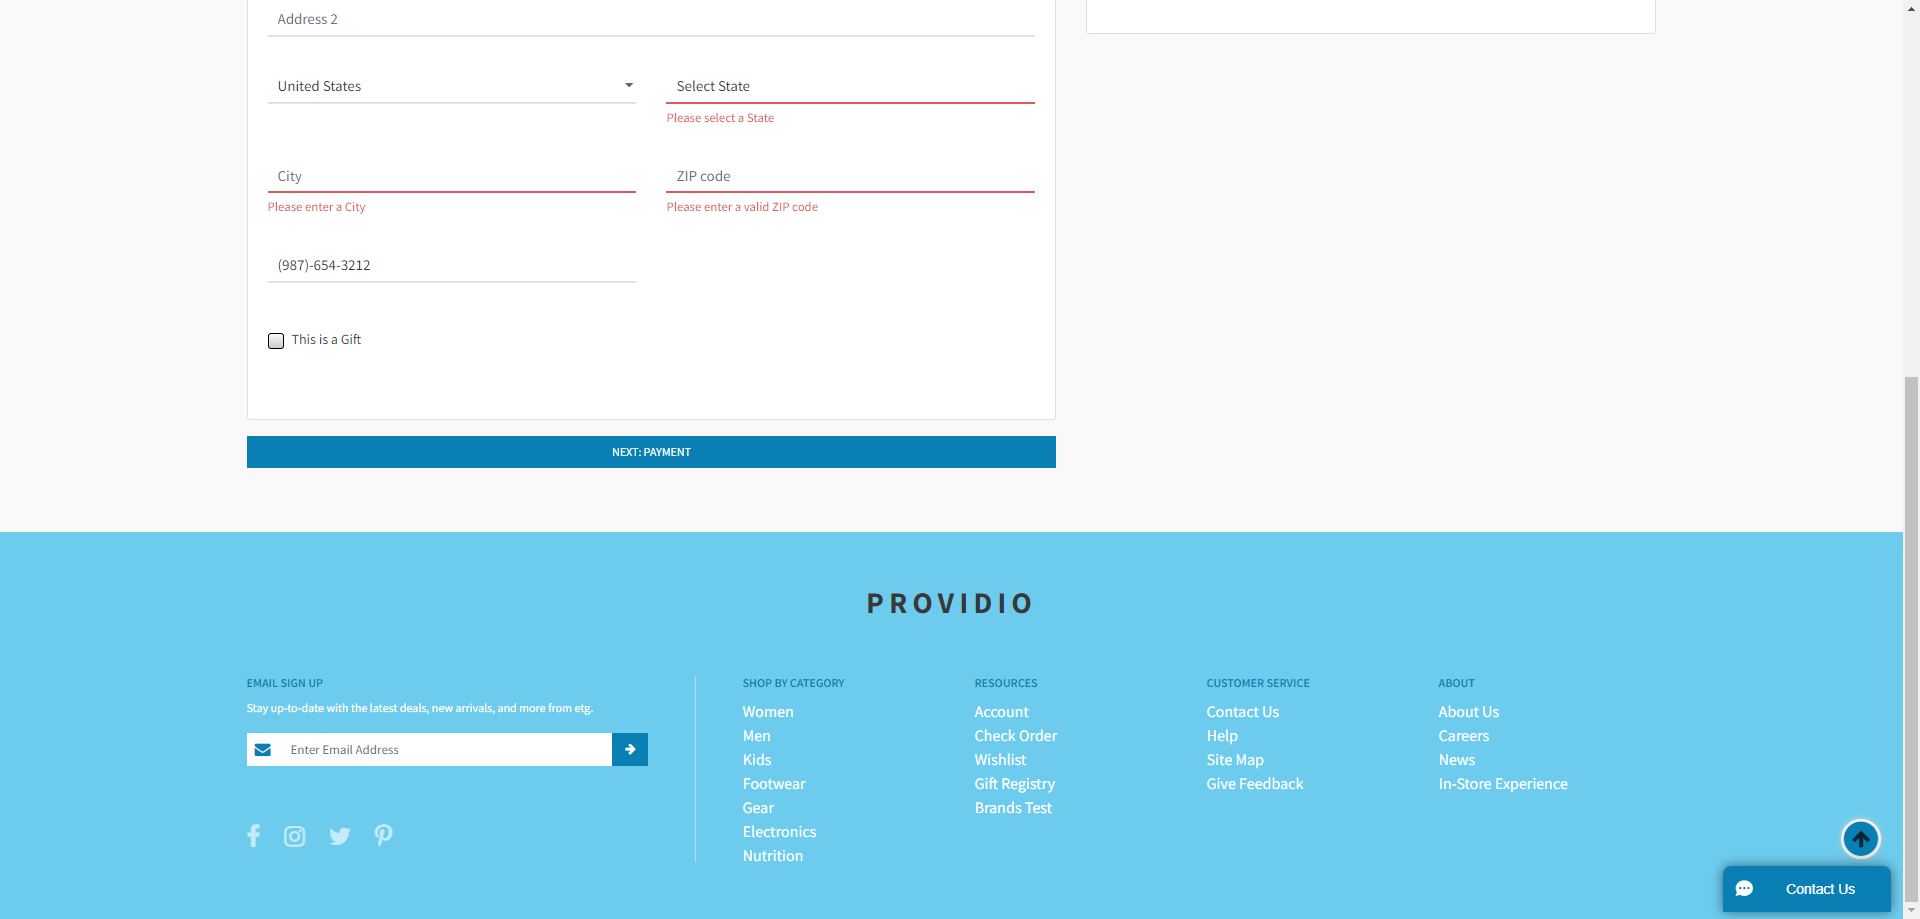 Address 2
United States
Select State
Please select a State
City
ZIP code
Please enter a City
Please enter a valid ZIP code
(987)-654-3212
This is a Gift
NEXT: PAYMENT
PROVIDIO
EMAIL SIGN UP
Stay up-to-date with the latest deals, new arrivals, and more from etg.
Enter Email Address
SHOP BY CATEGORY
Women
Men
Kids
Footwear
Gear
Electronics
Nutrition
RESOURCES
Account
Check Order
Wishlist
Gift Registry
Brands Test
CUSTOMER SERVICE
Contact Us
Help
Site Map
Give Feedback
ABOUT
About Us
Careers
News
In-Store Experience
Contact Us